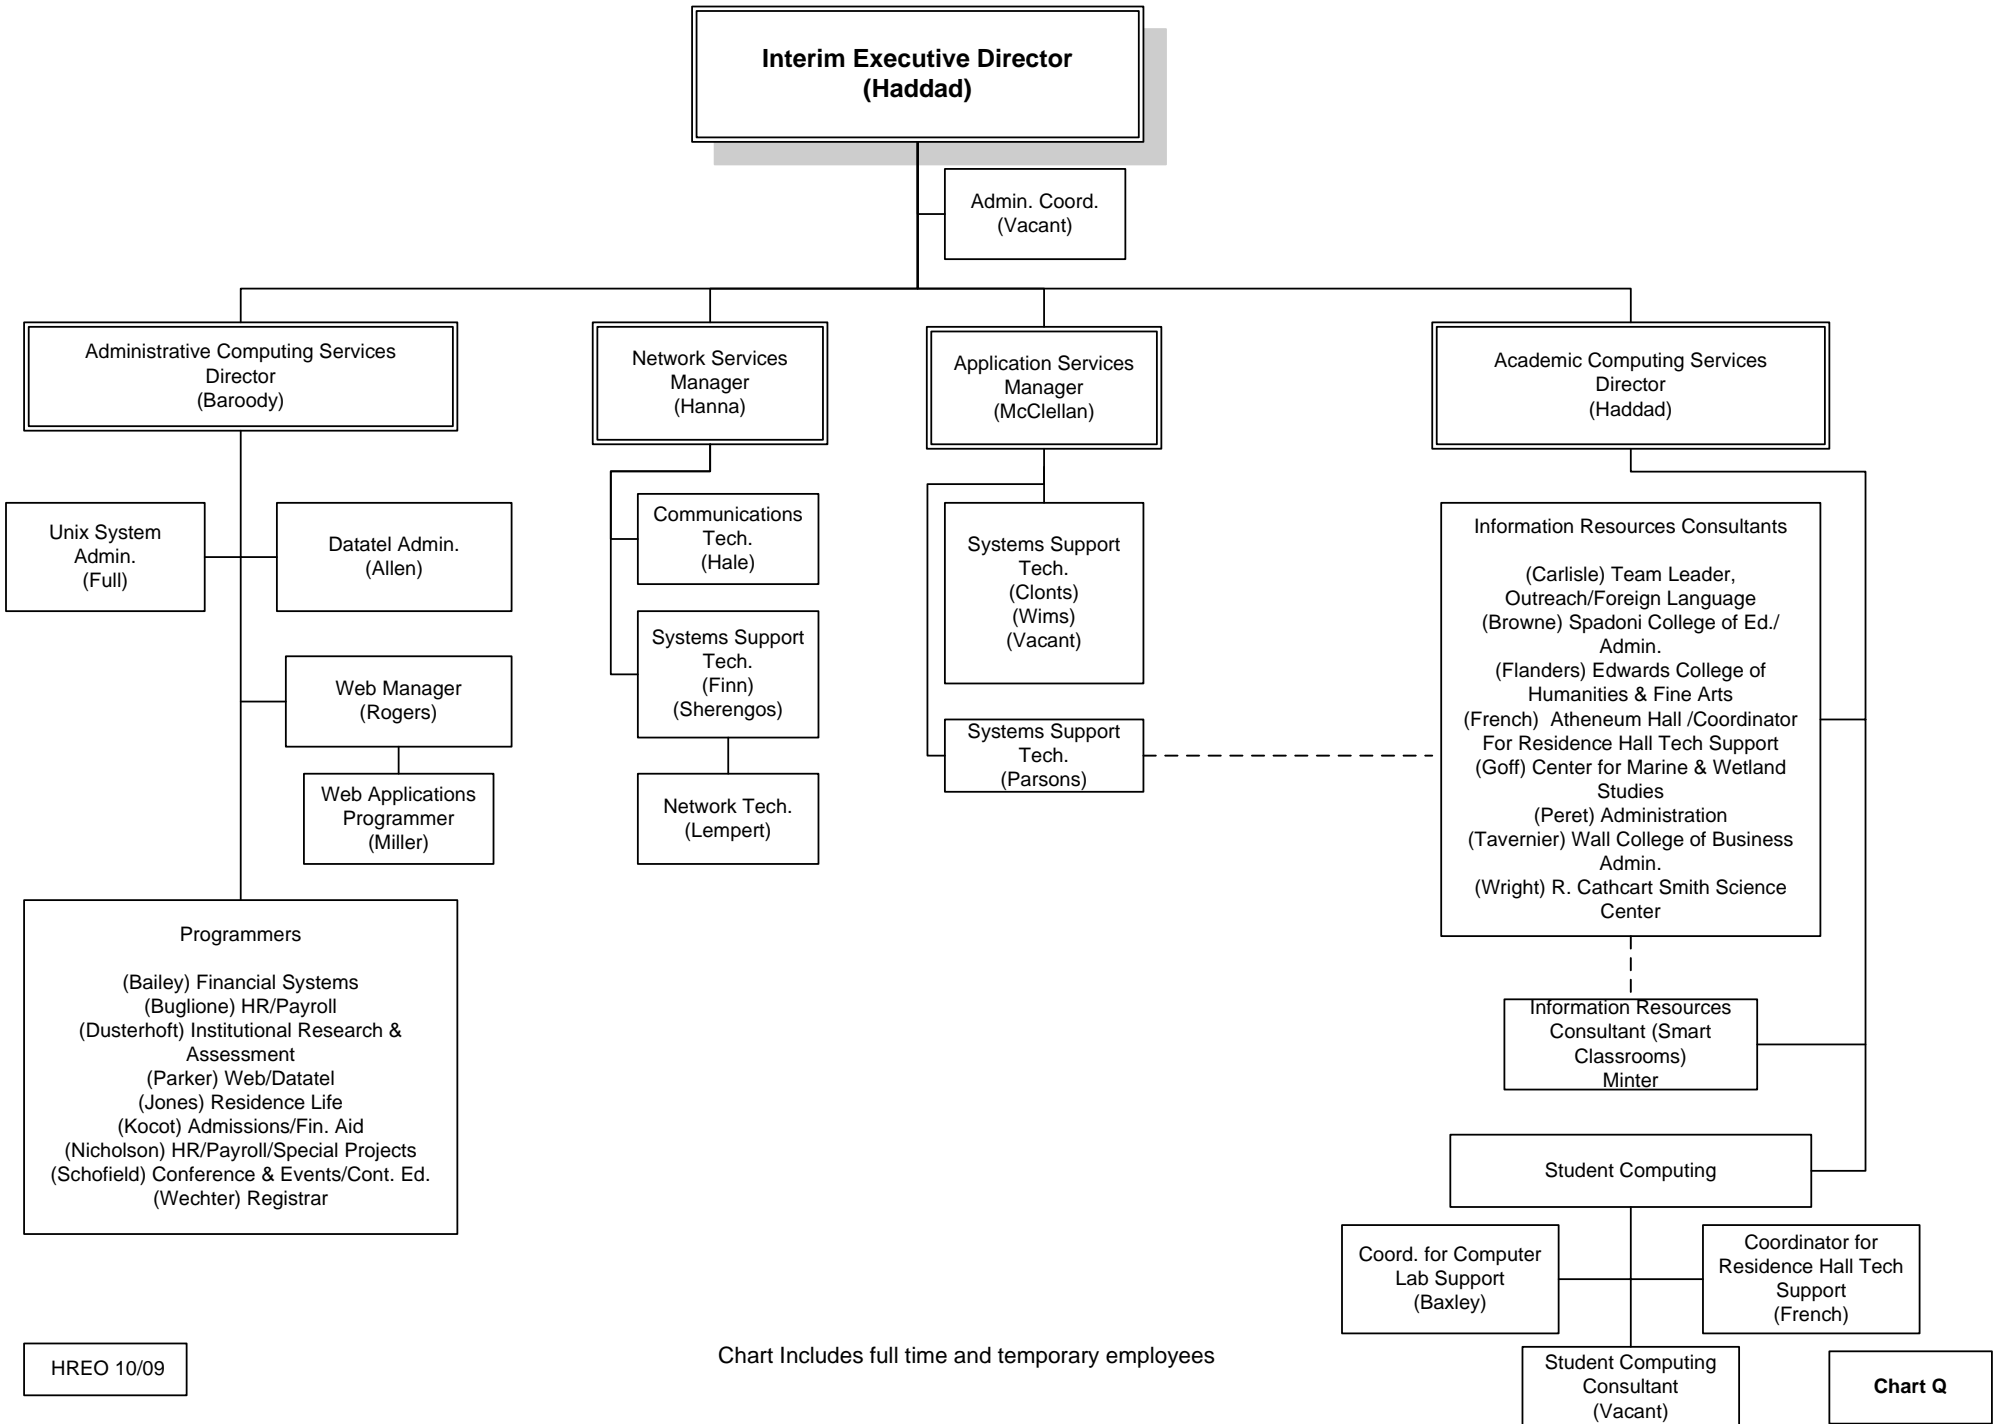 Interim Executive Director
(Haddad)
Admin. Coord.
(Vacant)
Administrative Computing Services
Director
(Baroody)
Network Services
Manager
(Hanna)
Application Services
Manager
(McClellan)
Academic Computing Services
Director
(Haddad)
Unix System
Admin.
(Full)
Datatel Admin.
(Allen)
Web Manager
(Rogers)
Web Applications
Programmer
(Miller)
Programmers
(Bailey) Financial Systems
(Buglione) HR/Payroll
(Dusterhoft) Institutional Research &
Assessment
(Parker) Web/Datatel
(Jones) Residence Life
(Kocot) Admissions/Fin. Aid
(Nicholson) HR/Payroll/Special Projects
(Schofield) Conference & Events/Cont. Ed.
(Wechter) Registrar
Communications
Tech.
(Hale)
Systems Support
Tech.
(Finn)
(Sherengos)
Network Tech.
(Lempert)
Systems Support
Tech.
(Clonts)
(Wims)
(Vacant)
Systems Support
Tech.
(Parsons)
Information Resources Consultants
(Carlisle) Team Leader,
Outreach/Foreign Language
(Browne) Spadoni College of Ed./
Admin.
(Flanders) Edwards College of
Humanities & Fine Arts
(French) Atheneum Hall /Coordinator
For Residence Hall Tech Support
(Goff) Center for Marine & Wetland
Studies
(Peret) Administration
(Tavernier) Wall College of Business
Admin.
(Wright) R. Cathcart Smith Science
Center
Information Resources
Consultant (Smart
Classrooms)
Minter
Student Computing
Coord. for Computer
Lab Support
(Baxley)
Coordinator for
Residence Hall Tech
Support
(French)
Student Computing
Consultant
(Vacant)
HREO 10/09
Chart Includes full time and temporary employees
Chart Q